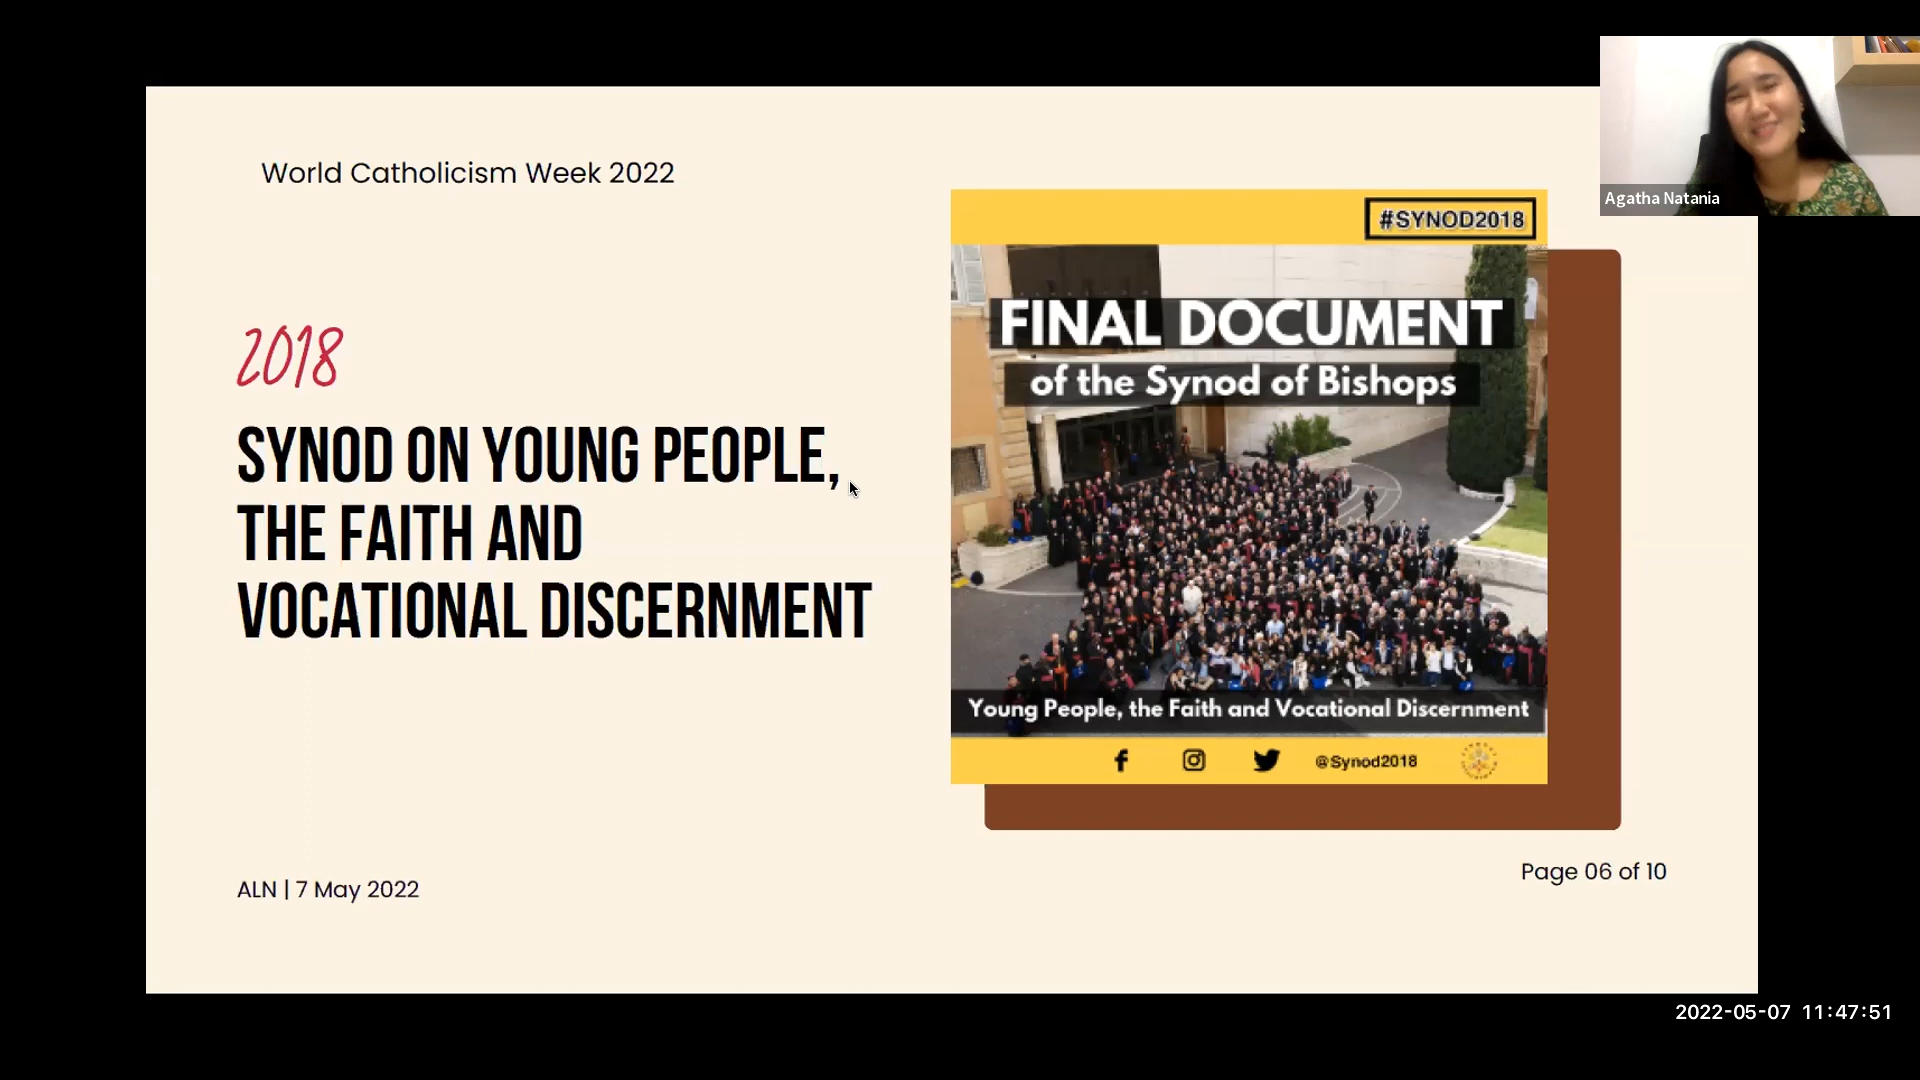 World Catholicism Week 2022
2018
SYNOD ON YOUNG PEOPLE,
THE FAITH AND
VOCATIONAL DISCERNMENT
ALN | 7 May 2022
#SYNOD2018
FINAL DOCUMENT
of the Synod of Bishops
Young People, the Faith and Vocational Discernment
@Synod2018
Page 06 of 10
Agatha Natania
2022-05-07 11:47:51